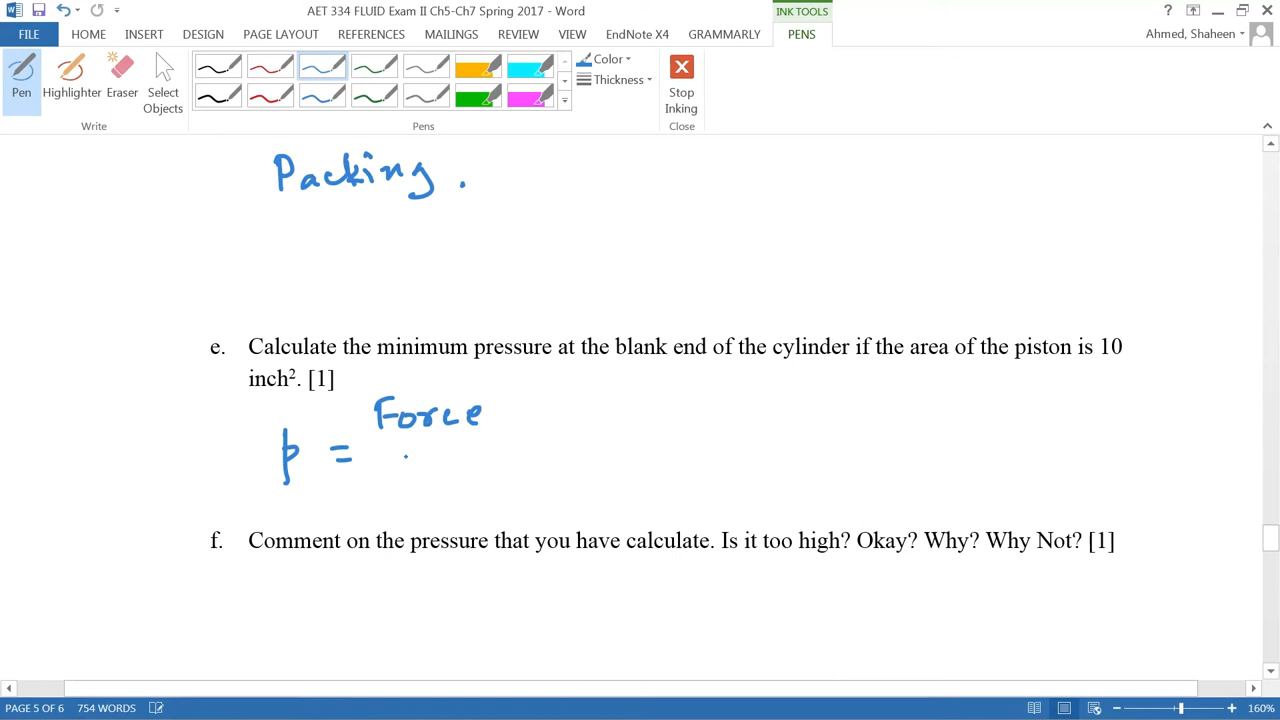 AET 334 FLUID Exam II Ch5-Ch7 Spring 2017 - Word
INK TOOLS
FILE HOME INSERT DESIGN PAGE LAYOUT REFERENCES MAILINGS REVIEW VIEW EndNote X4 GRAMMARLY PENS Ahmed, Shaheen
Pen Highlighter Eraser Select Objects
Color
Thickness
Stop Inking
Write Pens Close
Packing.
e. Calculate the minimum pressure at the blank end of the cylinder if the area of the piston is 10
inch². [1]
Force
p =
f. Comment on the pressure that you have calculate. Is it too high? Okay? Why? Why Not? [1]
PAGE 5 OF 6 754 WORDS 160%